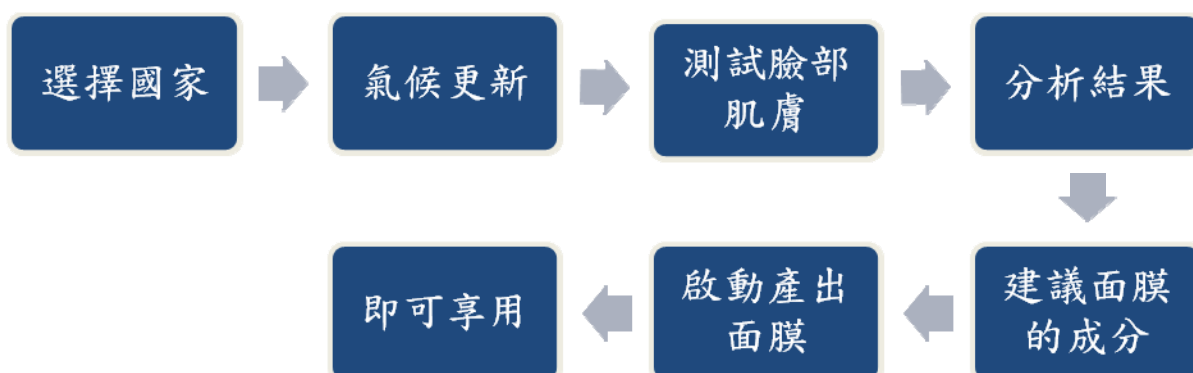 選擇國家
氣候更新
測試臉部
肌膚
分析結果
建議面膜
的成分
啟動產出
面膜
即可享用